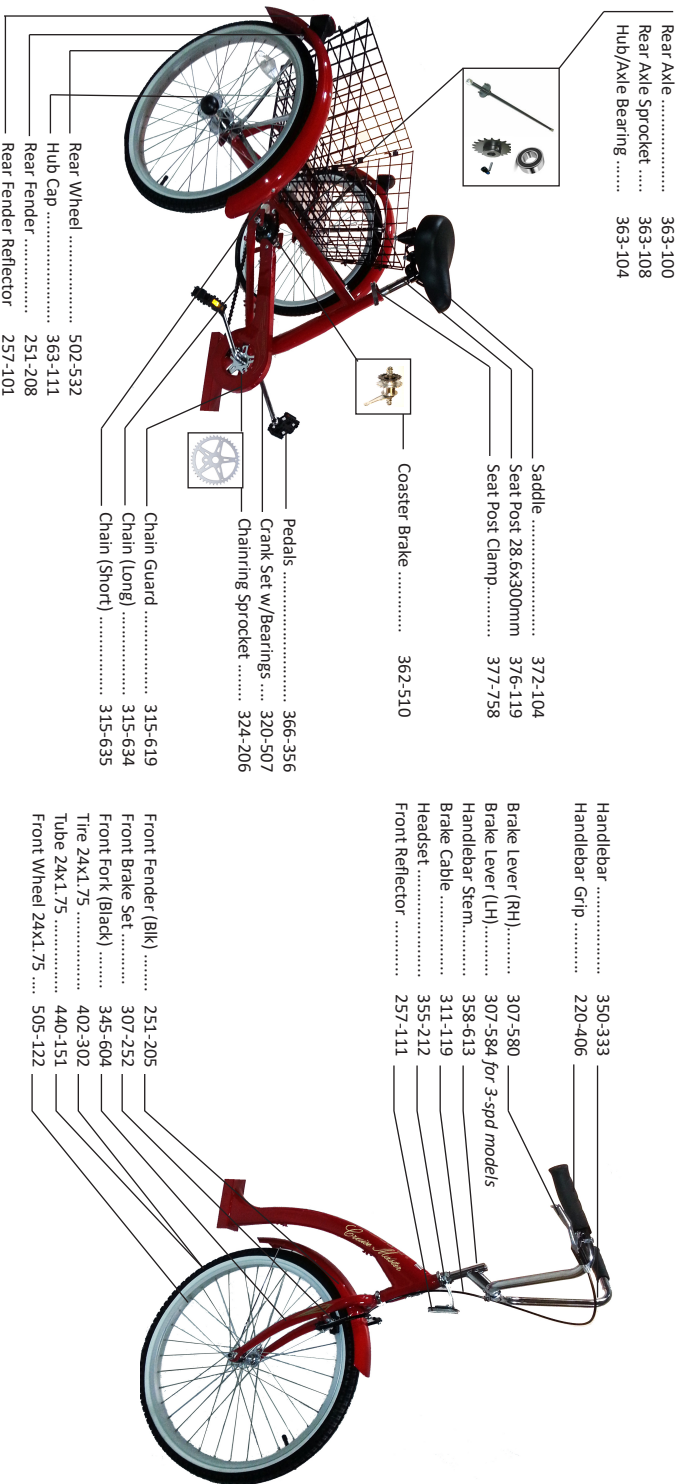 Rear Axle .................. 363-100
Rear Axle Sprocket ..... 363-108
Hub/Axle Bearing ...... 363-104
Saddle ........................ 372-104
Seat Post 28.6x300mm 376-119
Seat Post Clamp......... 377-758
Coaster Brake ............. 362-510
Pedals ........................ 366-356
Crank Set w/Bearings .... 320-507
Chainring Sprocket ........ 324-206
Chain Guard ................ 315-619
Chain (Long) ............... 315-634
Chain (Short) .............. 315-635
Rear Wheel .................. 502-532
Hub Cap ..................... 363-111
Rear Fender ............... 251-208
Rear Fender Reflector 257-101
Handlebar .................. 350-333
Handlebar Grip .......... 220-406
Brake Lever (RH)........ 307-580
Brake Lever (LH)........ 307-584 for 3-spd models
Handlebar Stem.......... 358-613
Brake Cable ............... 311-119
Headset..................... 355-212
Front Reflector .......... 257-111
Cruise Master
Front Fender (Blk) ....... 251-205
Front Brake Set........... 307-252
Front Fork (Black) ........ 345-604
Tire 24x1.75 ............... 402-302
Tube 24x1.75 ............. 440-151
Front Wheel 24x1.75 .... 505-122